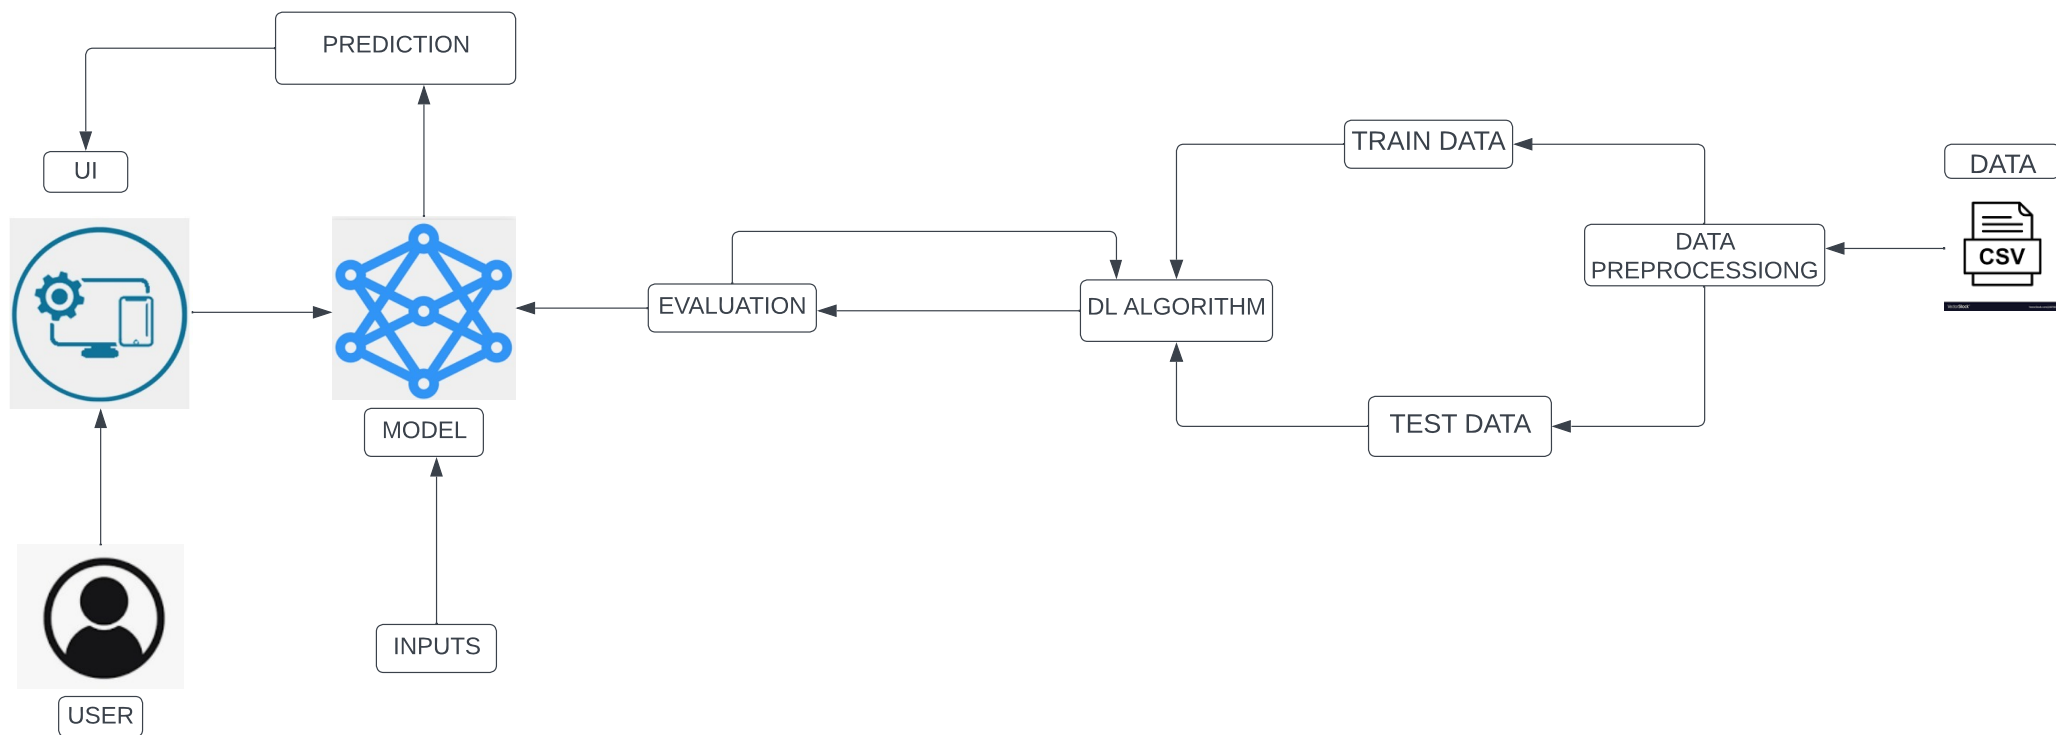 PREDICTION
UI
TRAIN DATA
DATA
DATA
PREPROCESSIONG
CSV
EVALUATION
DL ALGORITHM
MODEL
TEST DATA
INPUTS
USER